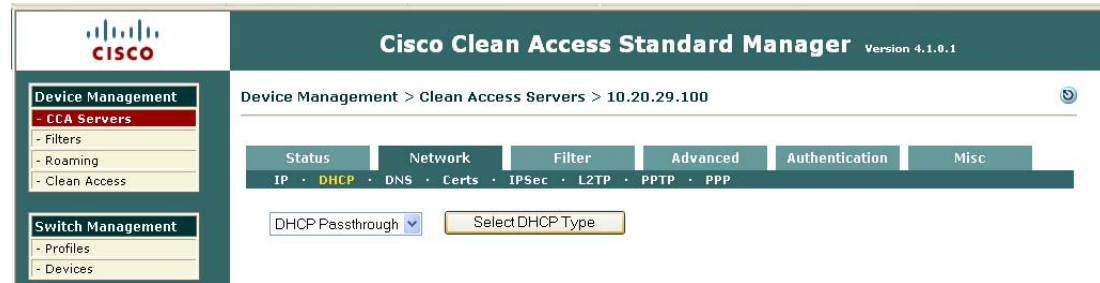 CISCO
Cisco Clean Access Standard Manager Version 4.1.0.1
Device Management
- CCA Servers
- Filters
- Roaming
- Clean Access
Switch Management
- Profiles
- Devices
Device Management > Clean Access Servers > 10.20.29.100
Status Network Filter Advanced Authentication Misc
IP · DHCP · DNS · Certs · IPSec · L2TP · PPTP · PPP
DHCP Passthrough Select DHCP Type